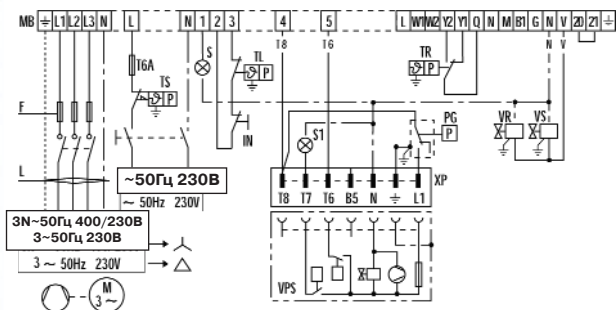 MB ⏚ L1 L2 L3 N L N 1 2 3 4 5 L W1 W2 Y2 Y1 Q N M B1 G N V 20 21 ⏚
T8 T6 N V
T6A S TL TR
TS P P P
F PG
IN S1 P VR VS
L
~50Гц 230В
~ 50Hz 230V
XP
T8 T7 T6 B5 N ⏚ L1
3N~50Гц 400/230В
3~50Гц 230В
3 ~ 50Hz 230V
VPS
M
3 ~